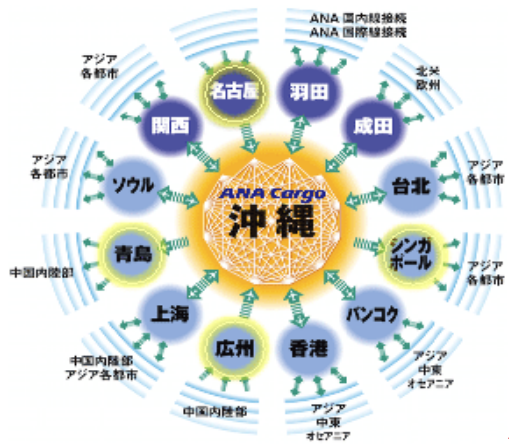 ANA 国内線接続
ANA 国際線接続
アジア
各都市
名古屋
羽田
北米
欧州
関西
成田
アジア
各都市
ソウル
台北
アジア
各都市
ANA Cargo
沖縄
中国内陸部
青島
シンガ
ポール
アジア
各都市
上海
バンコク
中国内陸部
アジア各都市
広州
香港
アジア
中東
オセアニア
中国内陸部
アジア
中東
オセアニア